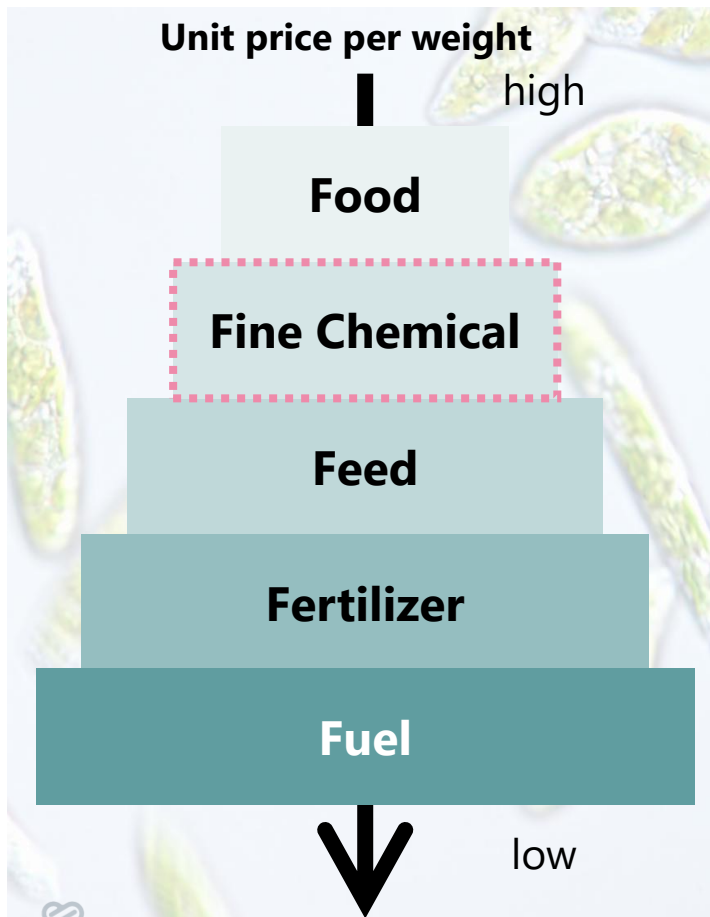 Unit price per weight
high
Food
Fine Chemical
Feed
Fertilizer
Fuel
low